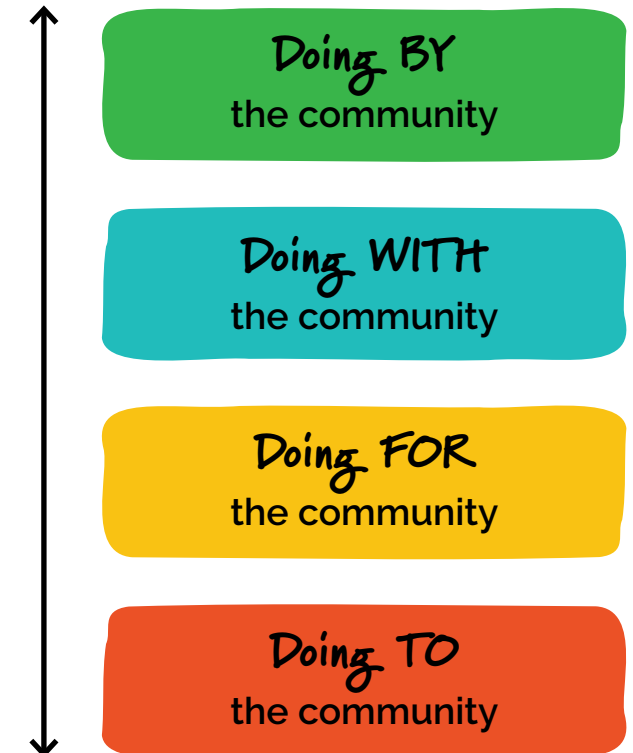 Doing BY
the community
Doing WITH
the community
Doing FOR
the community
Doing TO
the community